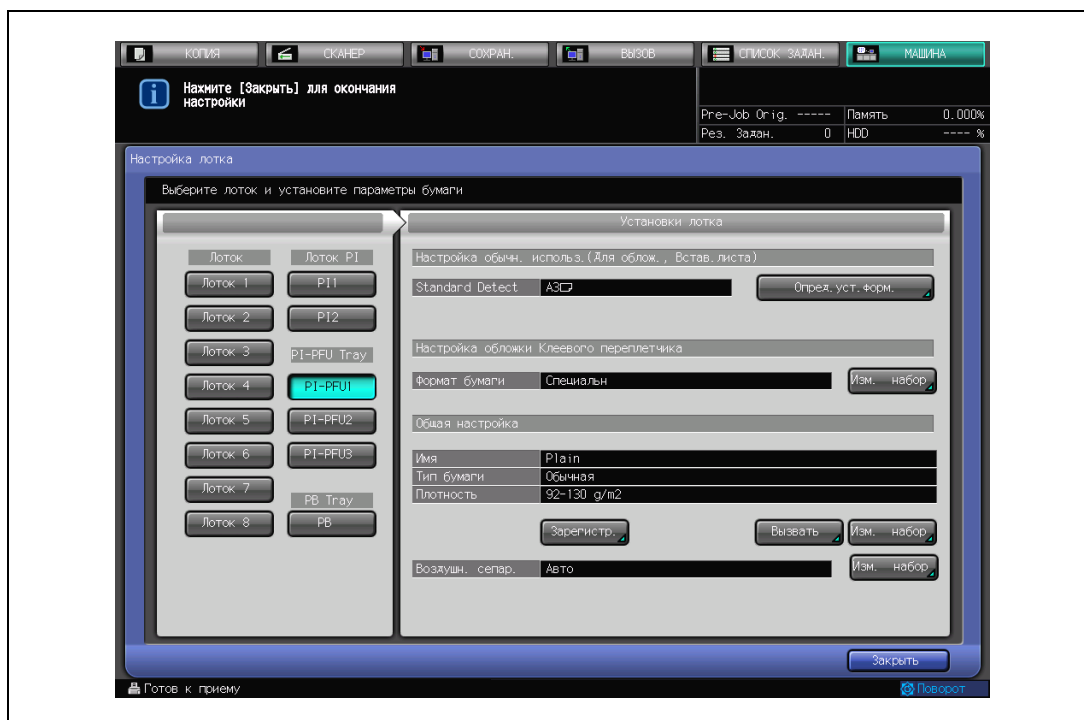 КОПИЯ
СКАНЕР
СОХРАН.
ВЫЗОВ
СПИСОК ЗАДАН.
МАШИНА
Нажмите [Закрыть] для окончания
настройки
Pre-Job Orig. ----- Память 0.000%
Рез. Задан. 0 HDD ---- %
Настройка лотка
Выберите лоток и установите параметры бумаги
Лоток
Лоток 1
Лоток 2
Лоток 3
Лоток 4
Лоток 5
Лоток 6
Лоток 7
Лоток 8
Лоток PI
PI1
PI2
PI-PFU Tray
PI-PFU1
PI-PFU2
PI-PFU3
PB Tray
PB
Установки лотка
Настройка обычн. использ.(Для облож., Встав.листа)
Standard Detect A3
Опред.уст.форм.
Настройка обложки Клеевого переплетчика
Формат бумаги Специальн
Изм. набор
Общая настройка
Имя Plain
Тип бумаги Обычная
Плотность 92-130 g/m2
Зарегистр.
Вызвать
Изм. набор
Воздушн. сепар. Авто
Изм. набор
Закрыть
Готов к приему
Поворот